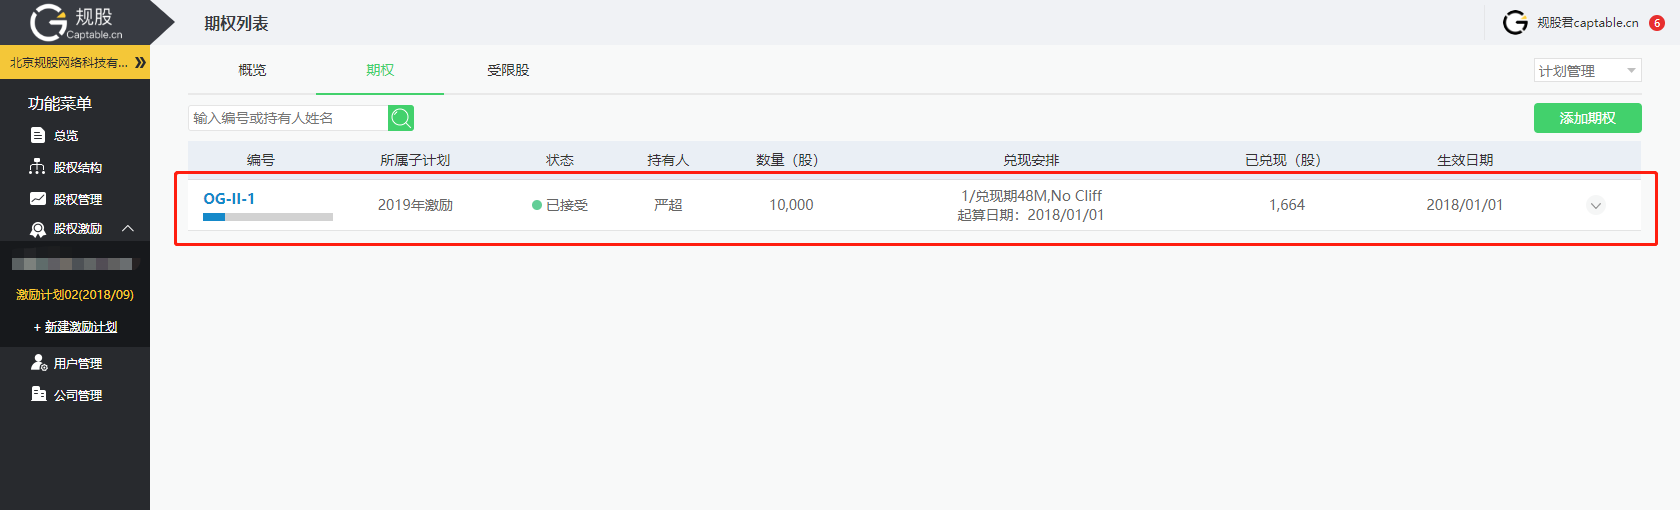 规股
Captable.cn
期权列表
规股君captable.cn
6
北京规股网络科技有...
功能菜单
总览
股权结构
股权管理
股权激励
激励计划02(2018/09)
+ 新建激励计划
用户管理
公司管理
概览
期权
受限股
计划管理
输入编号或持有人姓名
添加期权
编号 所属子计划 状态 持有人 数量（股） 兑现安排 已兑现（股） 生效日期
OG-II-1 2019年激励 已接受 严超 10,000 1/兑现期48M,No Cliff 1,664 2018/01/01
起算日期：2018/01/01